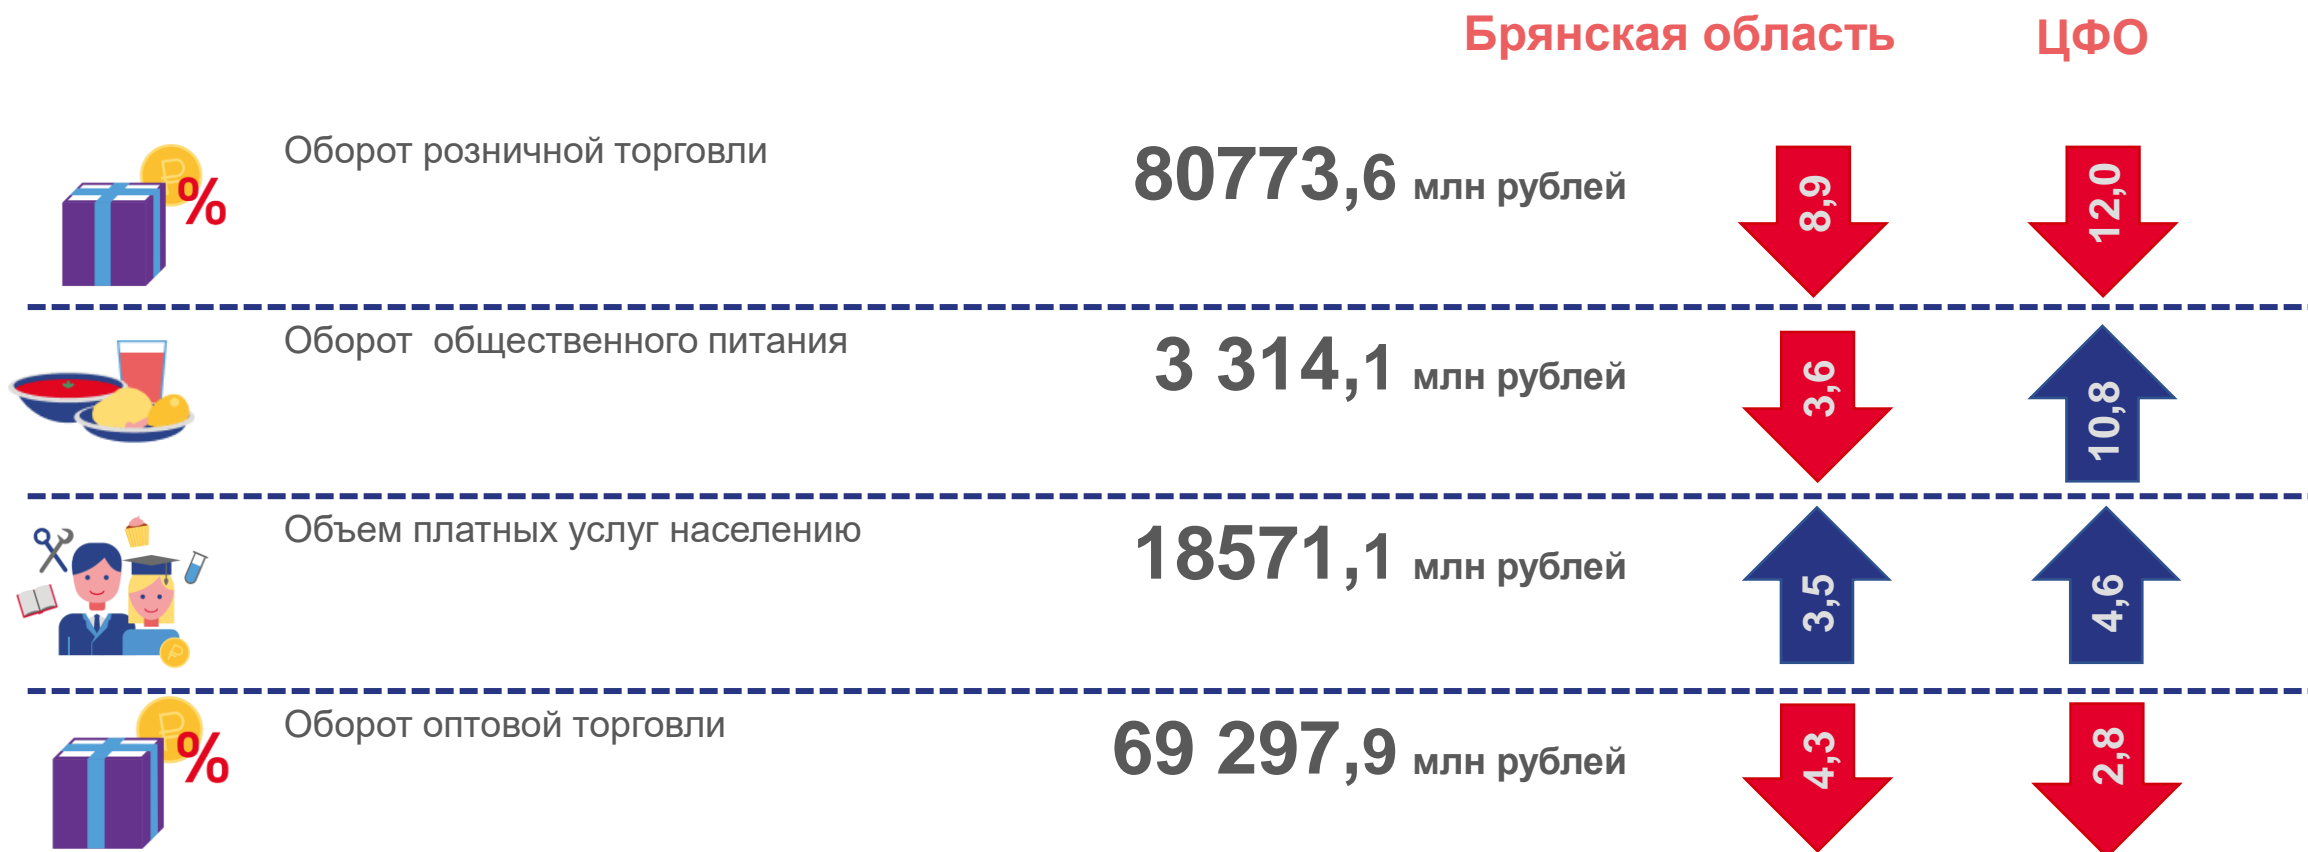 Брянская область ЦФО
Оборот розничной торговли 80773,6 млн рублей 8,9 12,0
%
Оборот  общественного питания 3 314,1 млн рублей 3,6 10,8
Объем платных услуг населению 18571,1 млн рублей 3,5 4,6
Оборот оптовой торговли 69 297,9 млн рублей 4,3 2,8
%